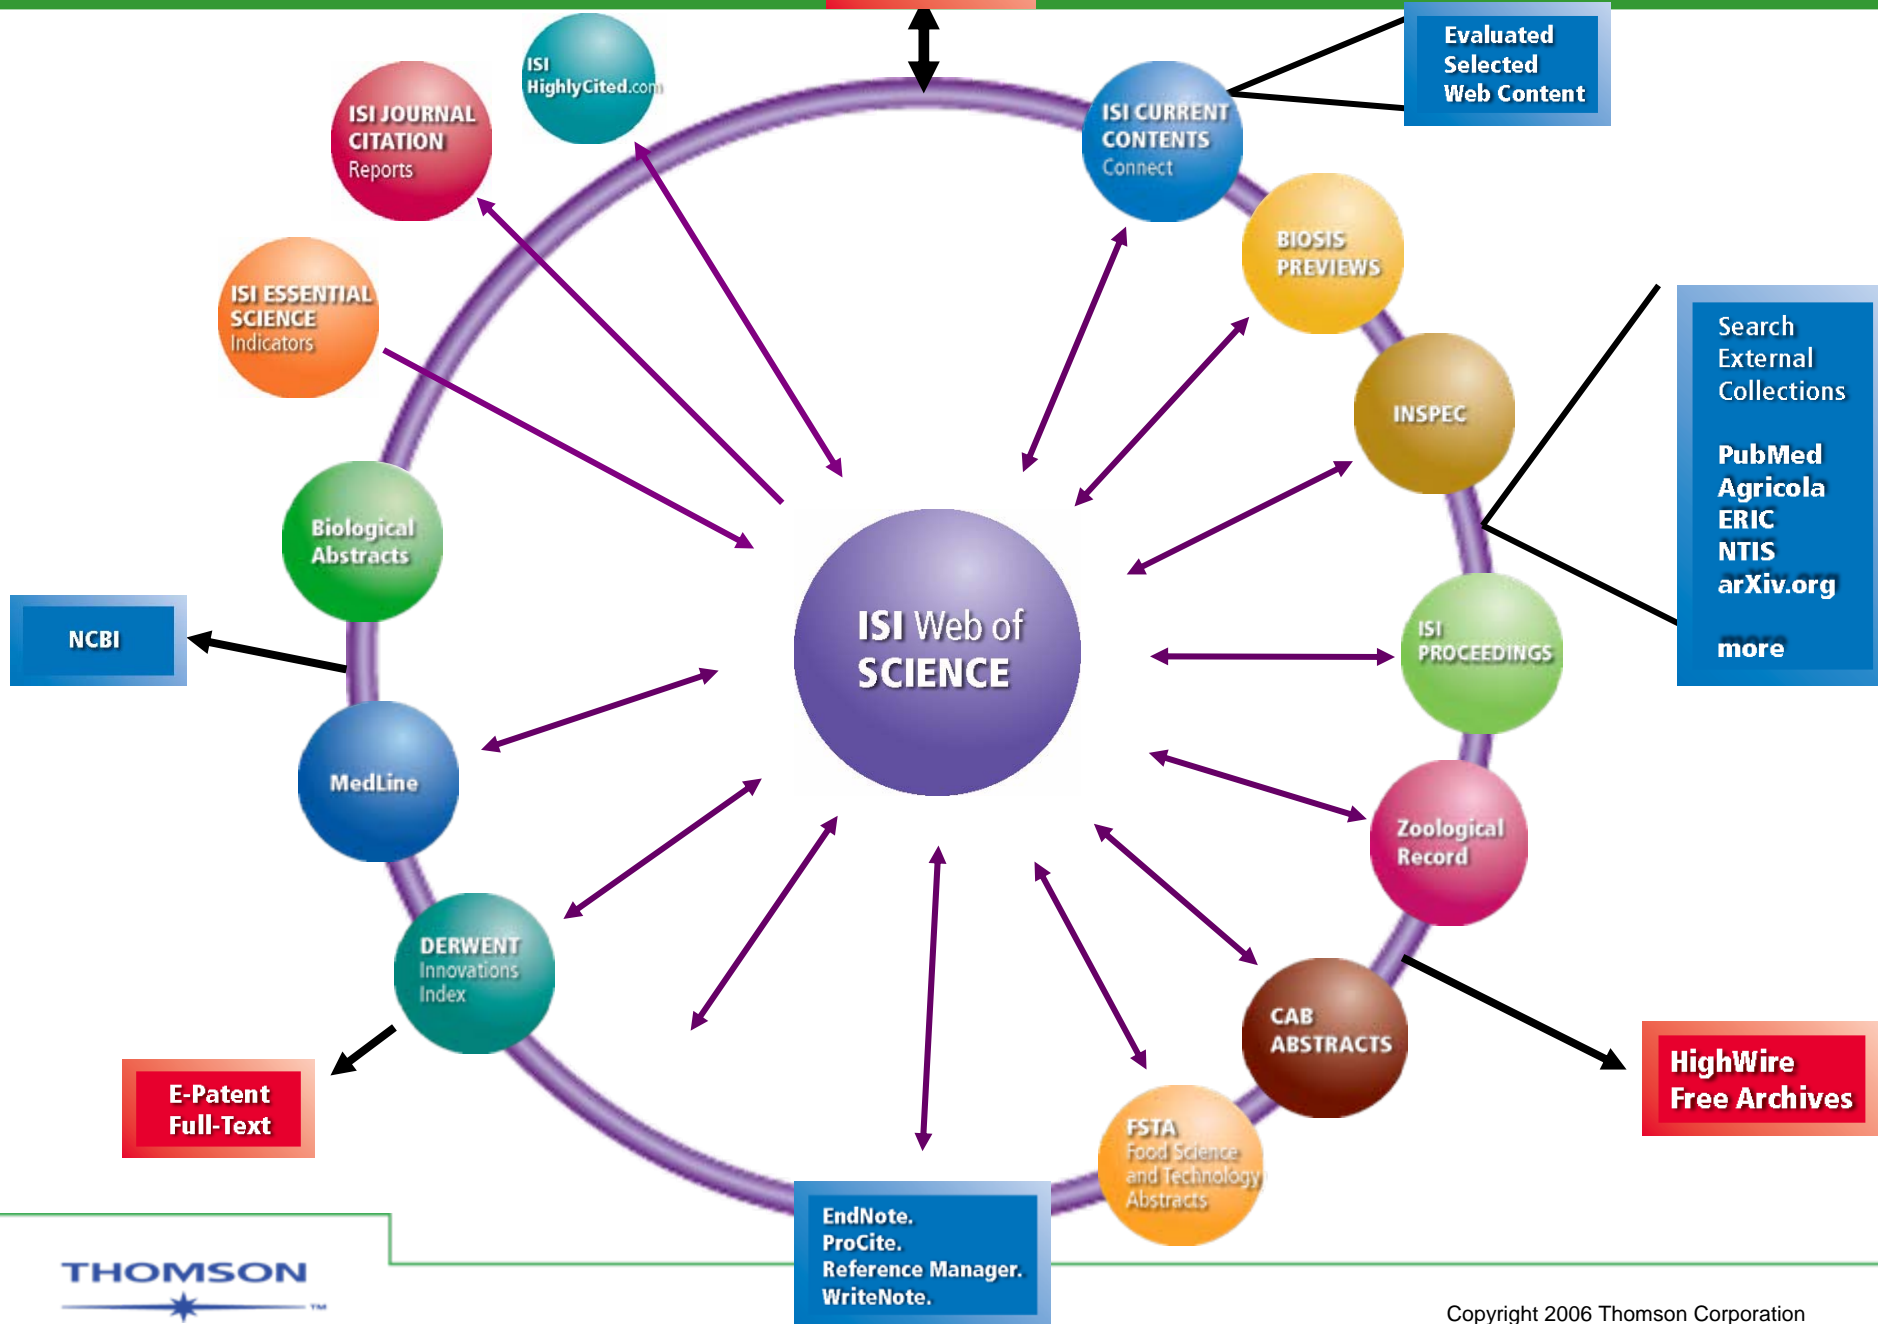 ISI
HighlyCited.com
ISI JOURNAL
CITATION
Reports
ISI ESSENTIAL
SCIENCE
Indicators
ISI CURRENT
CONTENTS
Connect
Evaluated
Selected
Web Content
BIOSIS
PREVIEWS
INSPEC
Search
External
Collections
PubMed
Agricola
ERIC
NTIS
arXiv.org
more
Biological
Abstracts
NCBI
MedLine
ISI Web of
SCIENCE
ISI
PROCEEDINGS
Zoological
Record
DERWENT
Innovations
Index
CAB
ABSTRACTS
E-Patent
Full-Text
HighWire
Free Archives
FSTA
Food Science
and Technology
Abstracts
EndNote.
ProCite.
Reference Manager.
WriteNote.
THOMSON
TM
Copyright 2006 Thomson Corporation